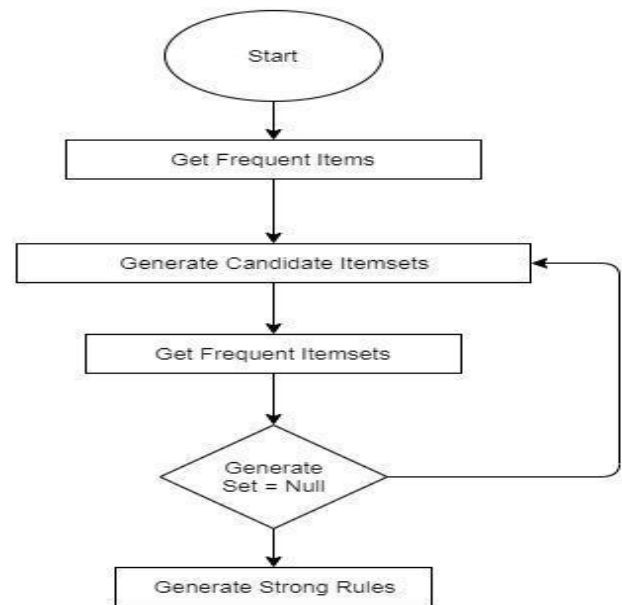 Start
Get Frequent Items
Generate Candidate Itemsets
Get Frequent Itemsets
Generate
Set = Null
Generate Strong Rules